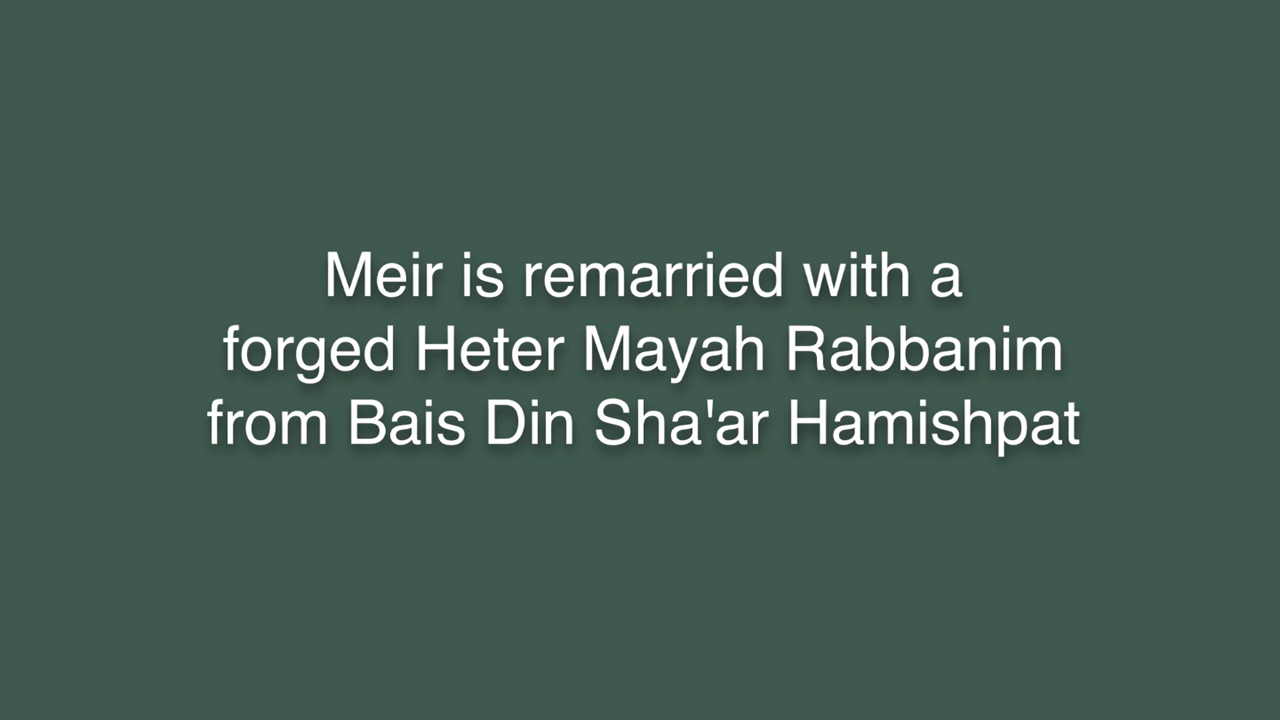 Meir is remarried with a
forged Heter Mayah Rabbanim
from Bais Din Sha'ar Hamishpat